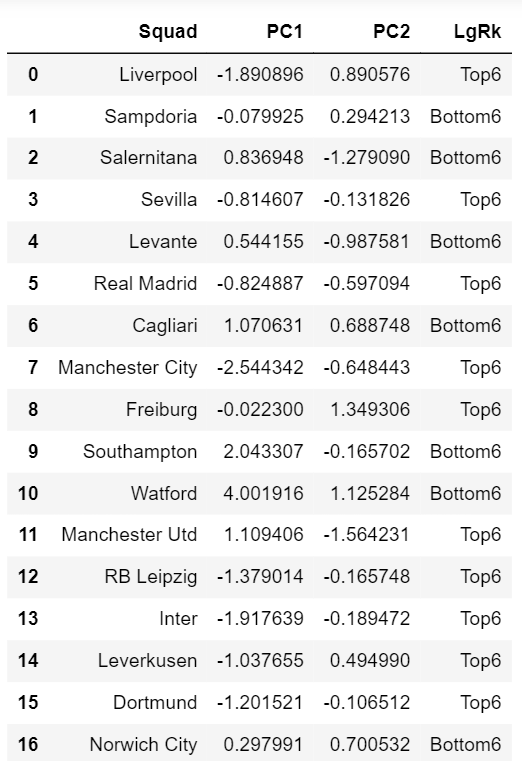 Squad PC1 PC2 LgRk
0 Liverpool -1.890896 0.890576 Top6
1 Sampdoria -0.079925 0.294213 Bottom6
2 Salernitana 0.836948 -1.279090 Bottom6
3 Sevilla -0.814607 -0.131826 Top6
4 Levante 0.544155 -0.987581 Bottom6
5 Real Madrid -0.824887 -0.597094 Top6
6 Cagliari 1.070631 0.688748 Bottom6
7 Manchester City -2.544342 -0.648443 Top6
8 Freiburg -0.022300 1.349306 Top6
9 Southampton 2.043307 -0.165702 Bottom6
10 Watford 4.001916 1.125284 Bottom6
11 Manchester Utd 1.109406 -1.564231 Top6
12 RB Leipzig -1.379014 -0.165748 Top6
13 Inter -1.917639 -0.189472 Top6
14 Leverkusen -1.037655 0.494990 Top6
15 Dortmund -1.201521 -0.106512 Top6
16 Norwich City 0.297991 0.700532 Bottom6